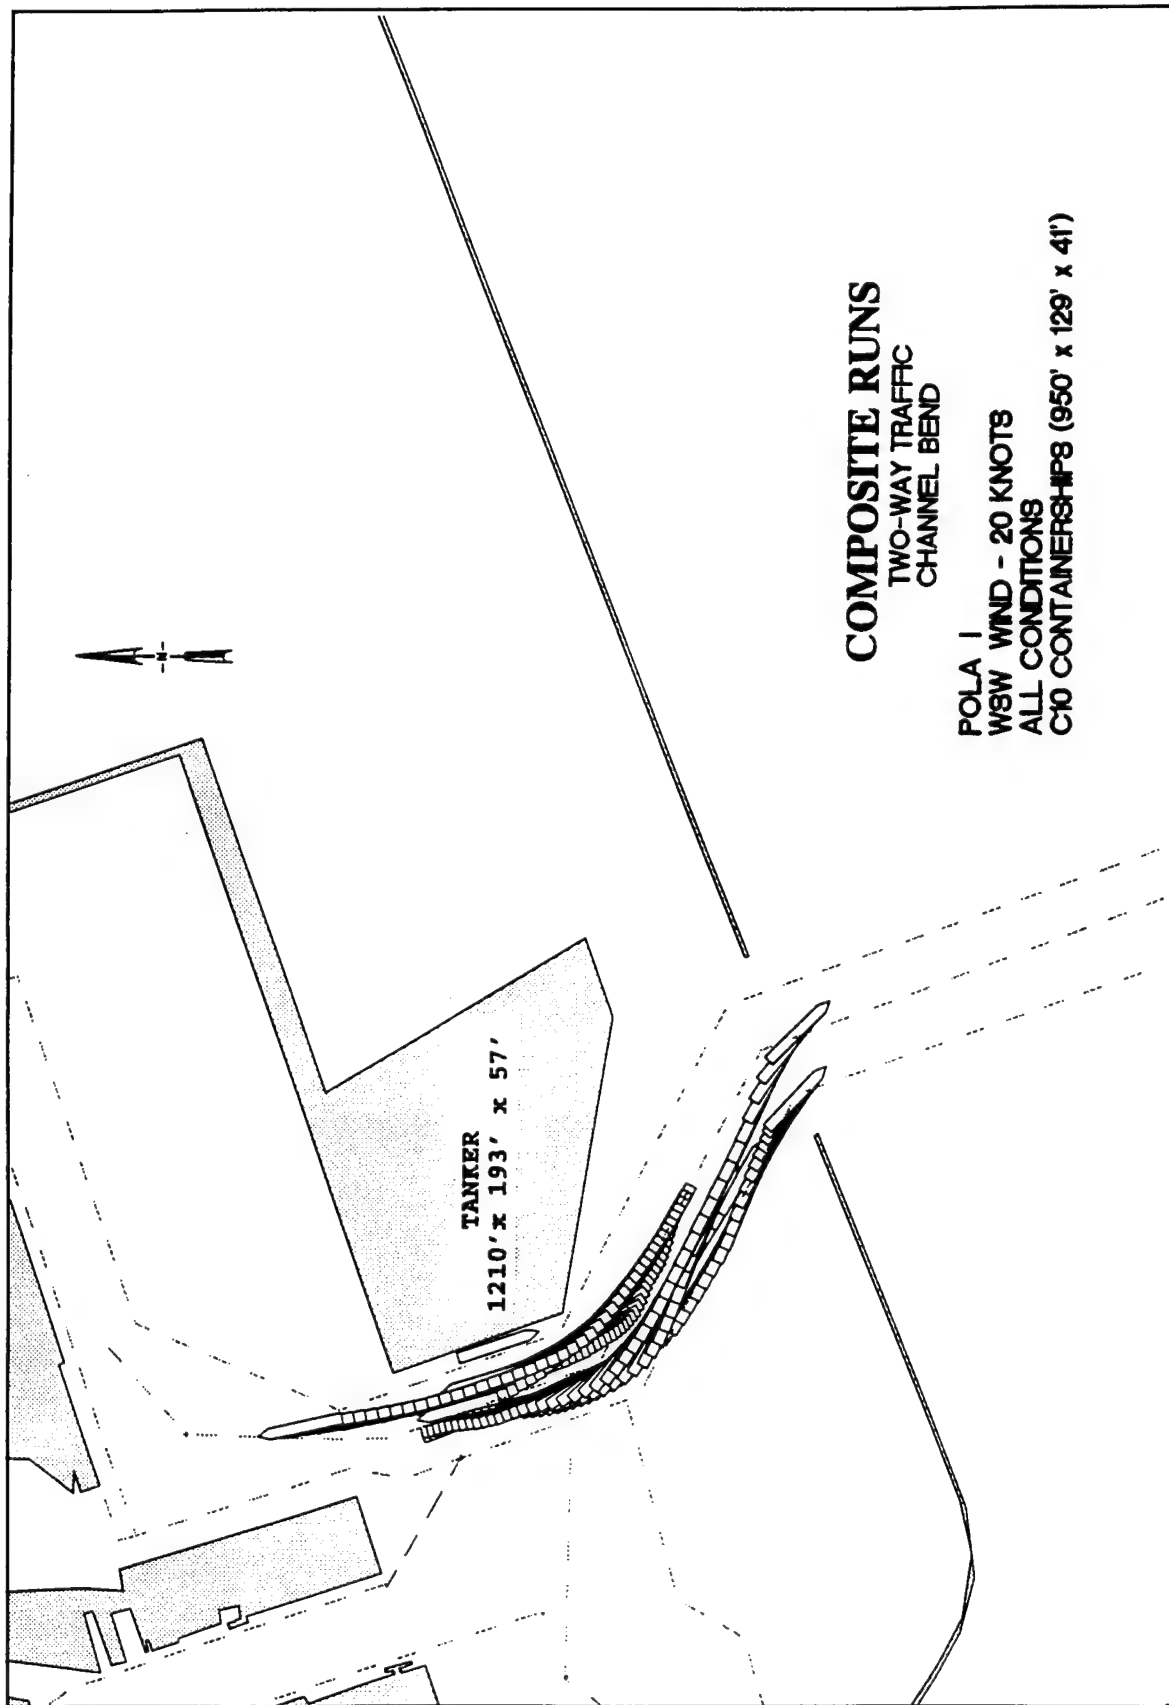 N
TANKER
1210'x 193' x 57'
COMPOSITE RUNS
TWO-WAY TRAFFIC
CHANNEL BEND
POLA I
WSW WIND - 20 KNOTS
ALL CONDITIONS
C10 CONTAINERSHIPS (950' x 129' x 41')